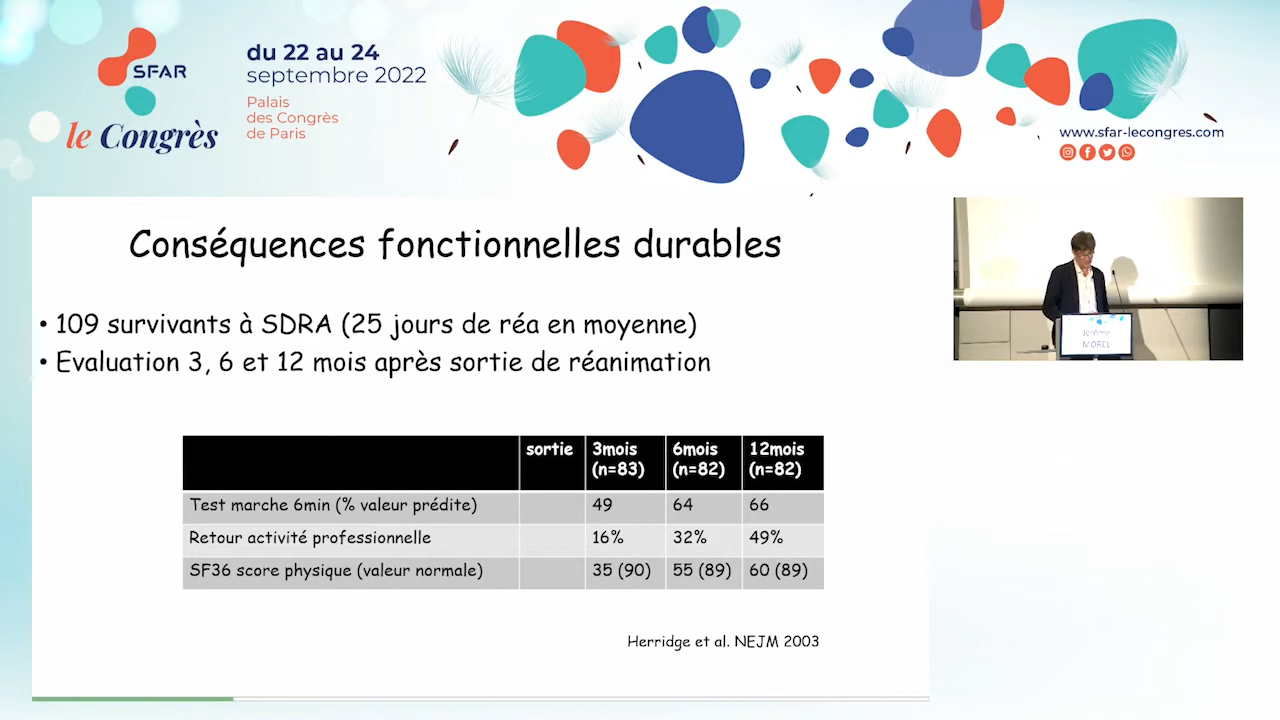 SFAR
le Congrès
du 22 au 24
septembre 2022
Palais
des Congrès
de Paris
www.sfar-lecongres.com
Conséquences fonctionnelles durables
• 109 survivants à SDRA (25 jours de réa en moyenne)
• Evaluation 3, 6 et 12 mois après sortie de réanimation
sortie 3mois (n=83) 6mois (n=82) 12mois (n=82)
Test marche 6min (% valeur prédite) 49 64 66
Retour activité professionnelle 16% 32% 49%
SF36 score physique (valeur normale) 35 (90) 55 (89) 60 (89)
Herridge et al. NEJM 2003
Jérôme
MOREL